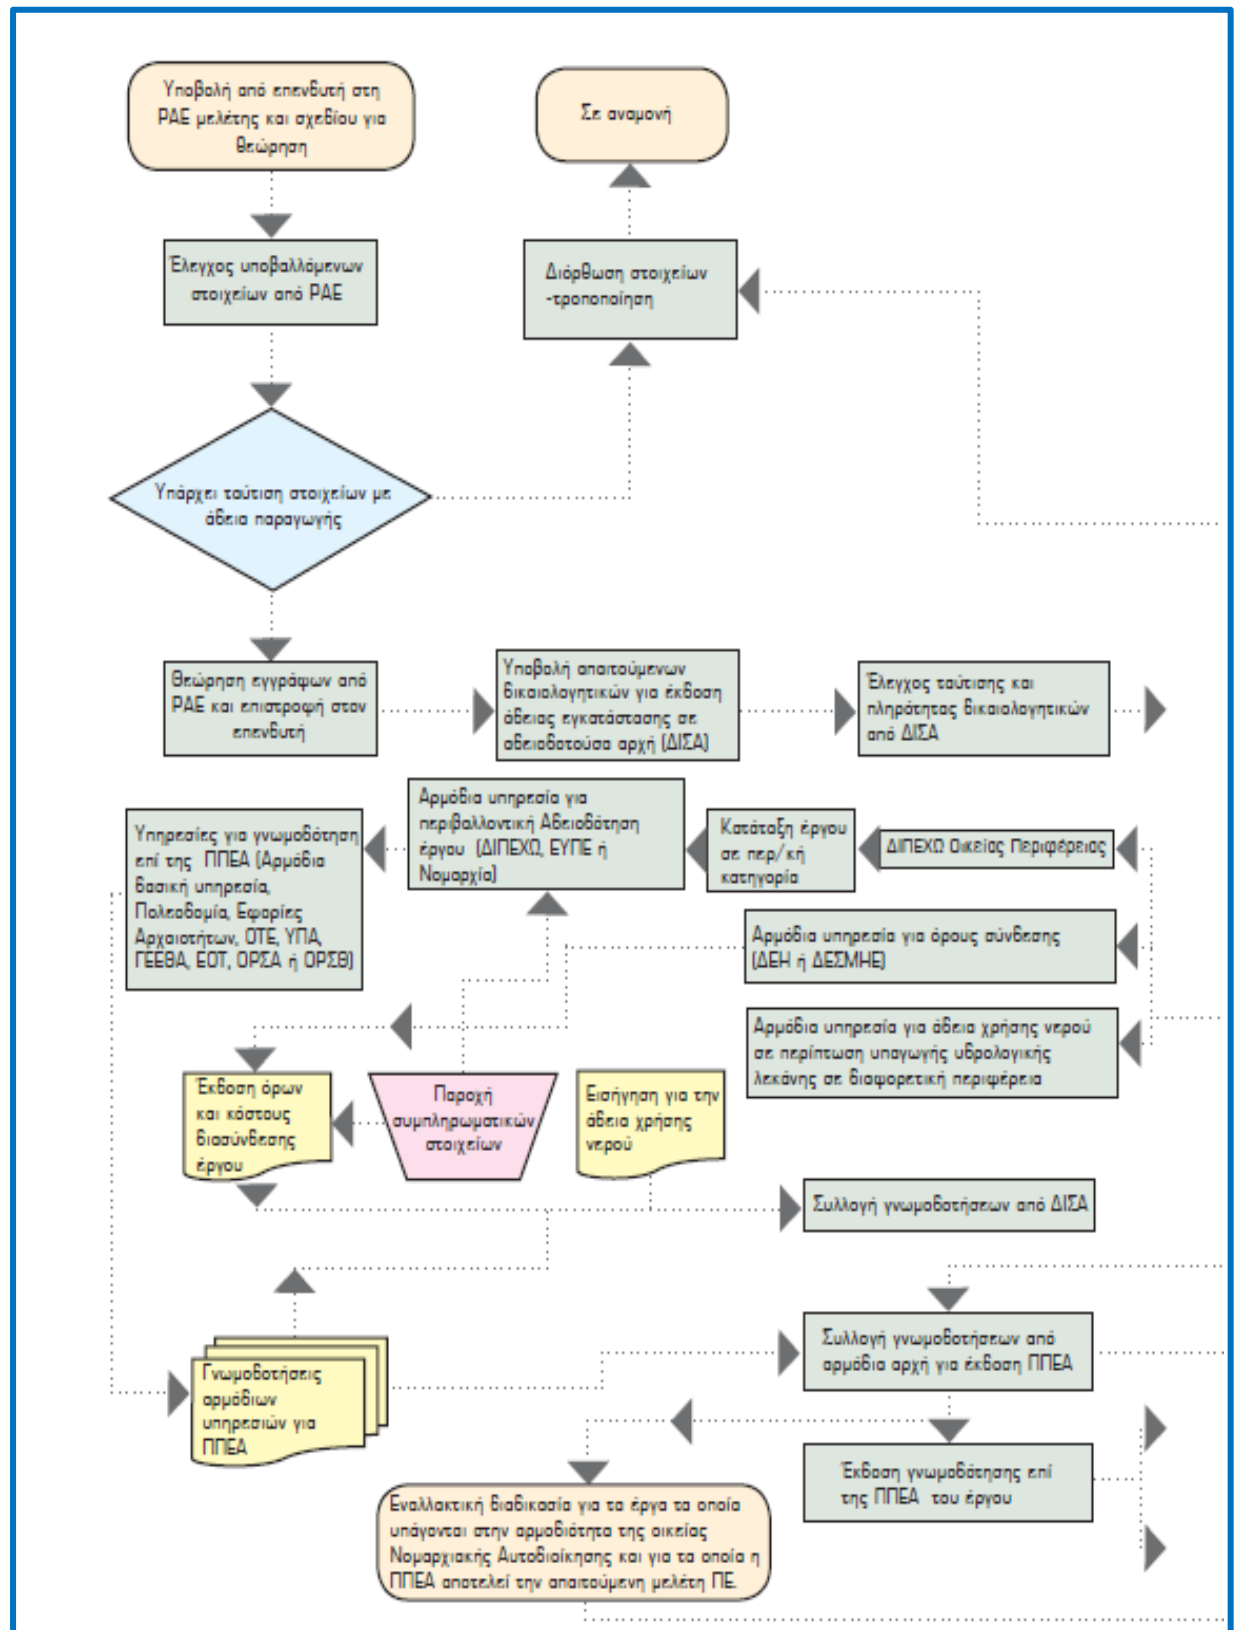 Υποβολή από επενδυτή στη
ΡΑΕ μελέτης και σχεδίου για
θεώρηση
Σε αναμονή
Έλεγχος υποβαλλόμενων
στοιχείων από ΡΑΕ
Διόρθωση στοιχείων
-τροποποίηση
Υπάρχει ταύτιση στοιχείων με
άδεια παραγωγής
Θεώρηση εγγράφων από
ΡΑΕ και επιστροφή στον
επενδυτή
Υποβολή απαιτούμενων
δικαιολογητικών για έκδοση
άδειας εγκατάστασης σε
αδειοδοτούσα αρχή (ΔΙΣΑ)
Έλεγχος ταύτισης και
πληρότητας δικαιολογητικών
από ΔΙΣΑ
Υπηρεσίες για γνωμοδότηση
επί της ΠΠΕΑ (Αρμόδια
δασική υπηρεσία,
Πολεοδομία, Εφορίες
Αρχαιοτήτων, ΟΤΕ, ΥΠΑ,
ΓΕΕΘΑ, ΕΟΤ, ΟΡΣΑ ή ΟΡΣΘ)
Αρμόδια υπηρεσία για
περιβαλλοντική Αδειοδότηση
έργου (ΔΙΠΕΧΩ, ΕΥΠΕ ή
Νομαρχία)
Κατάταξη έργου
σε περ/κή
κατηγορία
ΔΙΠΕΧΩ Οικείας Περιφέρειας
Αρμόδια υπηρεσία για όρους σύνδεσης
(ΔΕΗ ή ΔΕΣΜΗΕ)
Αρμόδια υπηρεσία για άδεια χρήσης νερού
σε περίπτωση υπαγωγής υδρολογικής
λεκάνης σε διαφορετική περιφέρεια
Έκδοση όρων
και κόστους
διασύνδεσης
έργου
Παροχή
συμπληρωματικών
στοιχείων
Εισήγηση για την
άδεια χρήσης
νερού
Συλλογή γνωμοδοτήσεων από ΔΙΣΑ
Γνωμοδοτήσεις
αρμόδιων
υπηρεσιών για
ΠΠΕΑ
Συλλογή γνωμοδοτήσεων από
αρμόδια αρχή για έκδοση ΠΠΕΑ
Έκδοση γνωμοδότησης επί
της ΠΠΕΑ του έργου
Εναλλακτική διαδικασία για τα έργα τα οποία
υπάγονται στην αρμοδιότητα της οικείας
Νομαρχιακής Αυτοδιοίκησης και για τα οποία η
ΠΠΕΑ αποτελεί την απαιτούμενη μελέτη ΠΕ.